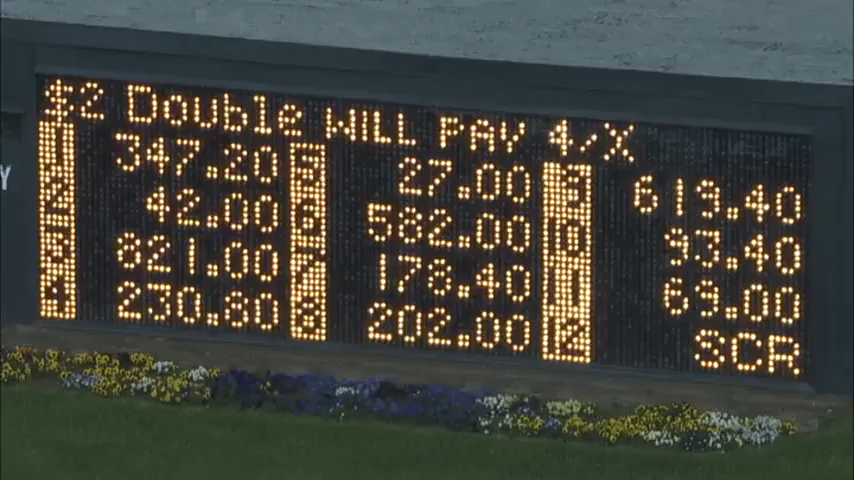 $2 Double WILL PAY 4/X
1 347.20 5 27.00 9 619.40
2 42.00 6 582.00 10 93.40
3 821.00 7 178.40 11 69.00
4 230.80 8 202.00 12 SCR
Y